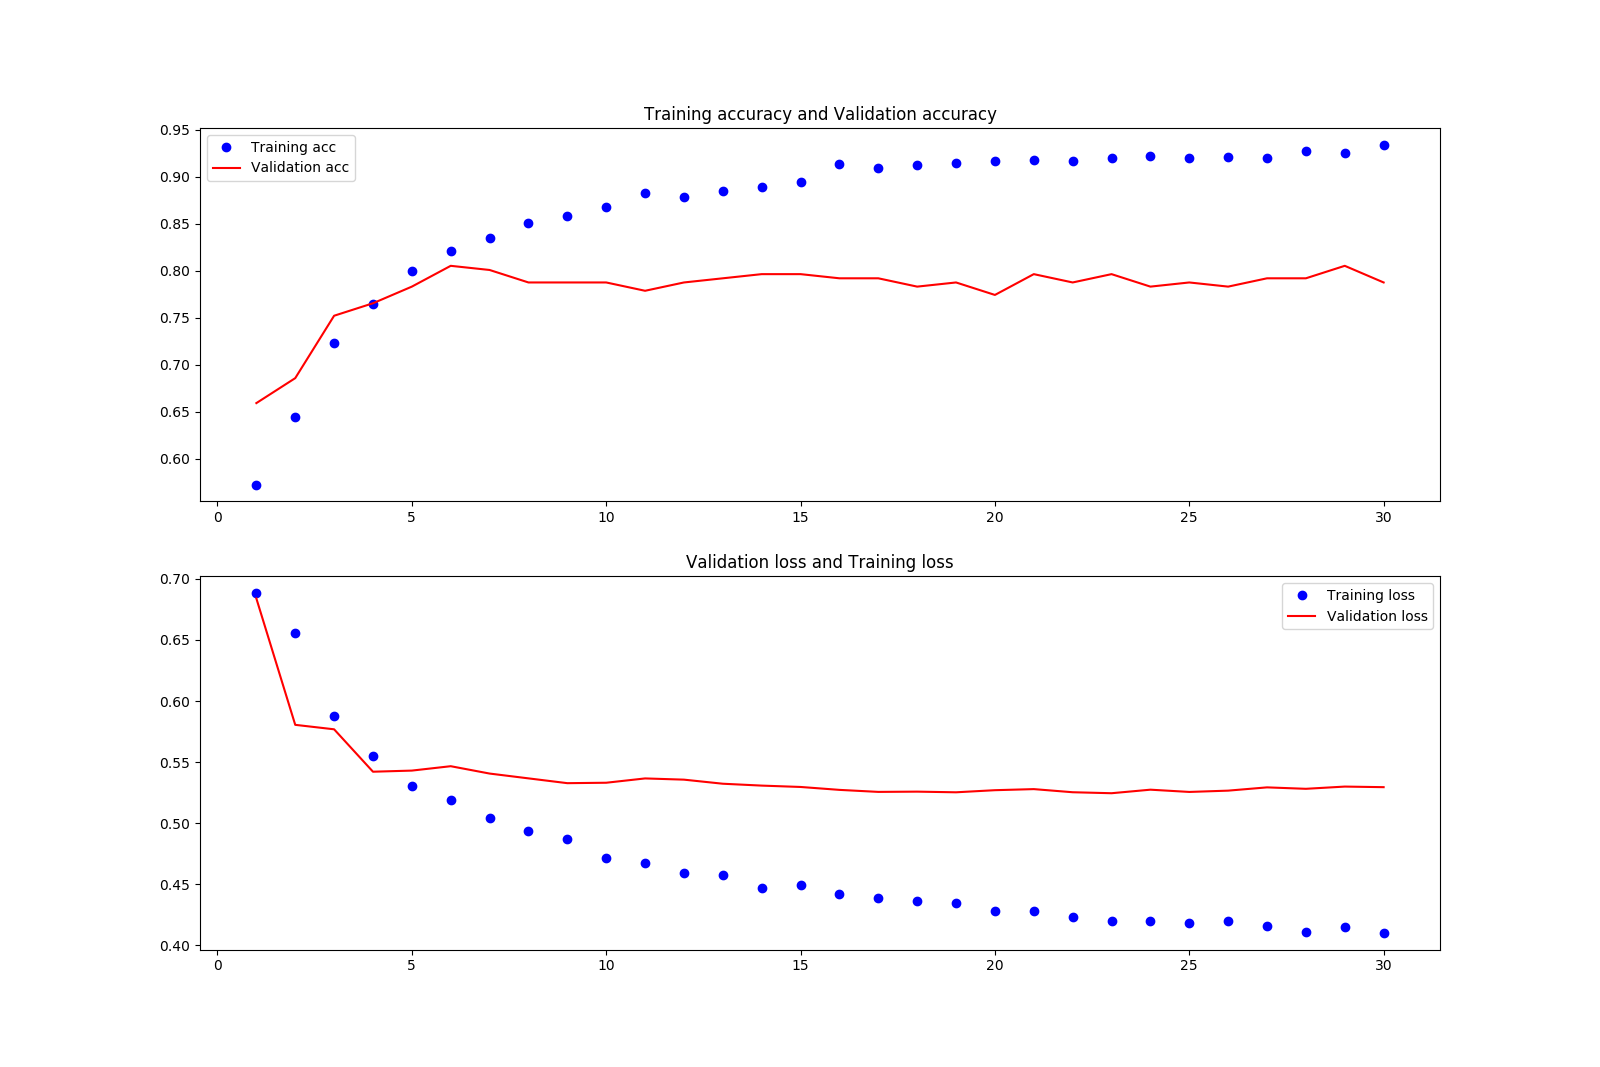 Training accuracy and Validation accuracy
Training acc
Validation acc
0.95
0.90
0.85
0.80
0.75
0.70
0.65
0.60
0 5 10 15 20 25 30
Validation loss and Training loss
Training loss
Validation loss
0.70
0.65
0.60
0.55
0.50
0.45
0.40
0 5 10 15 20 25 30